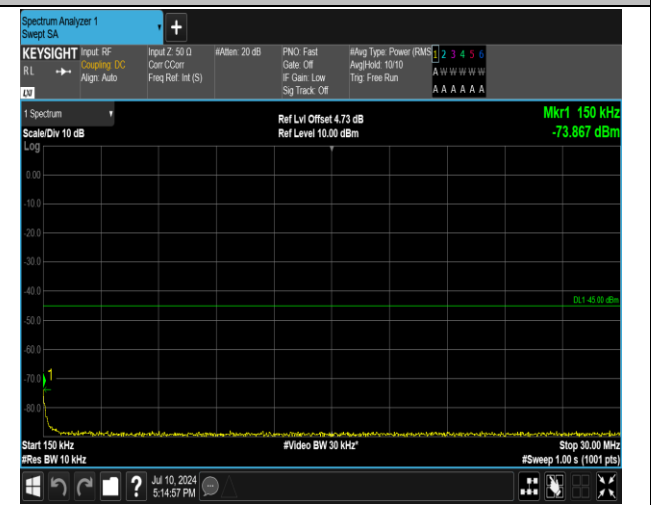 Spectrum Analyzer 1
Swept SA
+
KEYSIGHT
RL
LXI
Input: RF
Coupling: DC
Align: Auto
Input Z: 50 Ω
Corr CCorr
Freq Ref: Int (S)
#Atten: 20 dB
PNO: Fast
Gate: Off
IF Gain: Low
Sig Track: Off
#Avg Type: Power (RMS
Avg|Hold: 10/10
Trig: Free Run
1 2 3 4 5 6
A W W W W W
A A A A A A
1 Spectrum
Scale/Div 10 dB
Log
Ref Lvl Offset 4.73 dB
Ref Level 10.00 dBm
Mkr1 150 kHz
-73.867 dBm
0.00
-10.0
-20.0
-30.0
-40.0
DL1 -45.00 dBm
-50.0
-60.0
1
-70.0
-80.0
Start 150 kHz
#Res BW 10 kHz
#Video BW 30 kHz*
Stop 30.00 MHz
#Sweep 1.00 s (1001 pts)
?
Jul 10, 2024
5:14:57 PM